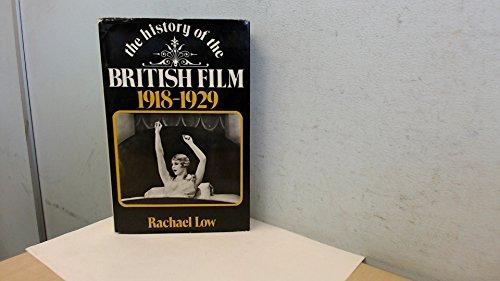 the history of the
BRITISH FILM
1918-1929
Rachael Low